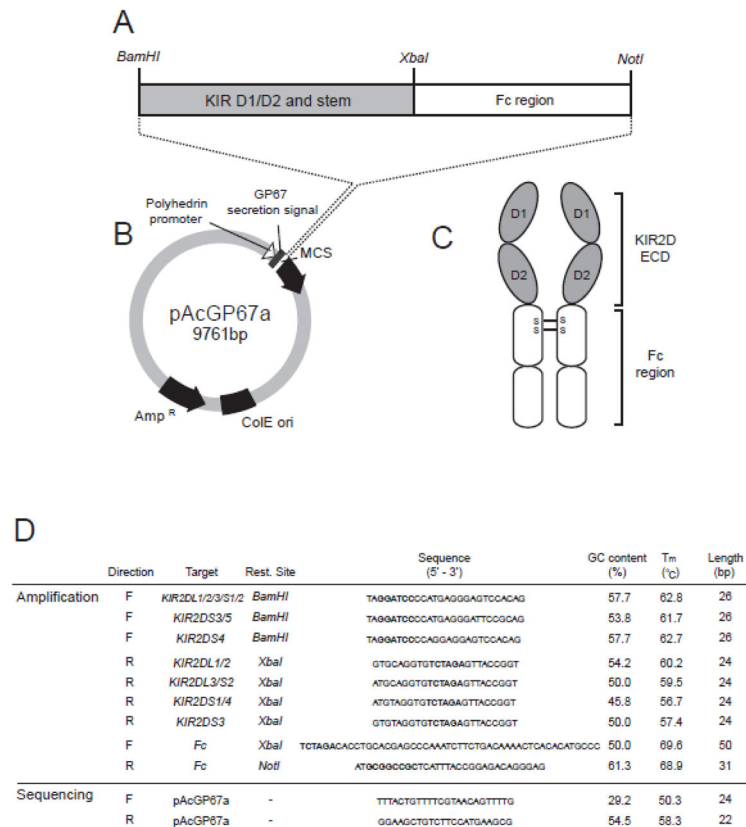 A
BamHI XbaI NotI
KIR D1/D2 and stem Fc region
Polyhedrin promoter
GP67 secretion signal
B
MCS
pAcGP67a
9761bp
Amp R
ColE ori
C
D1 D1
D2 D2
S S
S S
KIR2D ECD
Fc region
D
Direction Target Rest. Site Sequence (5' - 3') GC content (%) Tm (°C) Length (bp)
Amplification F KIR2DL1/2/3/S1/2 BamHI TAGGATCCCCATGAGGGAGTCCACAG 57.7 62.8 26
F KIR2DS3/5 BamHI TAGGATCCCCATGAGGGATTCCGCAG 53.8 61.7 26
F KIR2DS4 BamHI TAGGATCCCCAGGAGGAGTCCACAG 57.7 62.7 26
R KIR2DL1/2 XbaI GTGCAGGTGTCTAGAGTTACCGGT 54.2 60.2 24
R KIR2DL3/S2 XbaI ATGCAGGTGTCTAGAGTTACCGGT 50.0 59.5 24
R KIR2DS1/4 XbaI ATGTAGGTGTCTAGAGTTACCGGT 45.8 56.7 24
R KIR2DS3 XbaI GTGTAGGTGTCTAGAGTTACCGGT 50.0 57.4 24
F Fc XbaI TCTAGACACCTGCACGAGCCCAAATCTTCTGACAAAACTCACACATGCCC 50.0 69.6 50
R Fc NotI ATGCGGCCGCTCATTTACCGGAGACAGGGAG 61.3 68.9 31
Sequencing F pAcGP67a - TTTACTGTTTTCGTAACAGTTTTG 29.2 50.3 24
R pAcGP67a - GGAAGCTGTCTTCCATGAAGCG 54.5 58.3 22